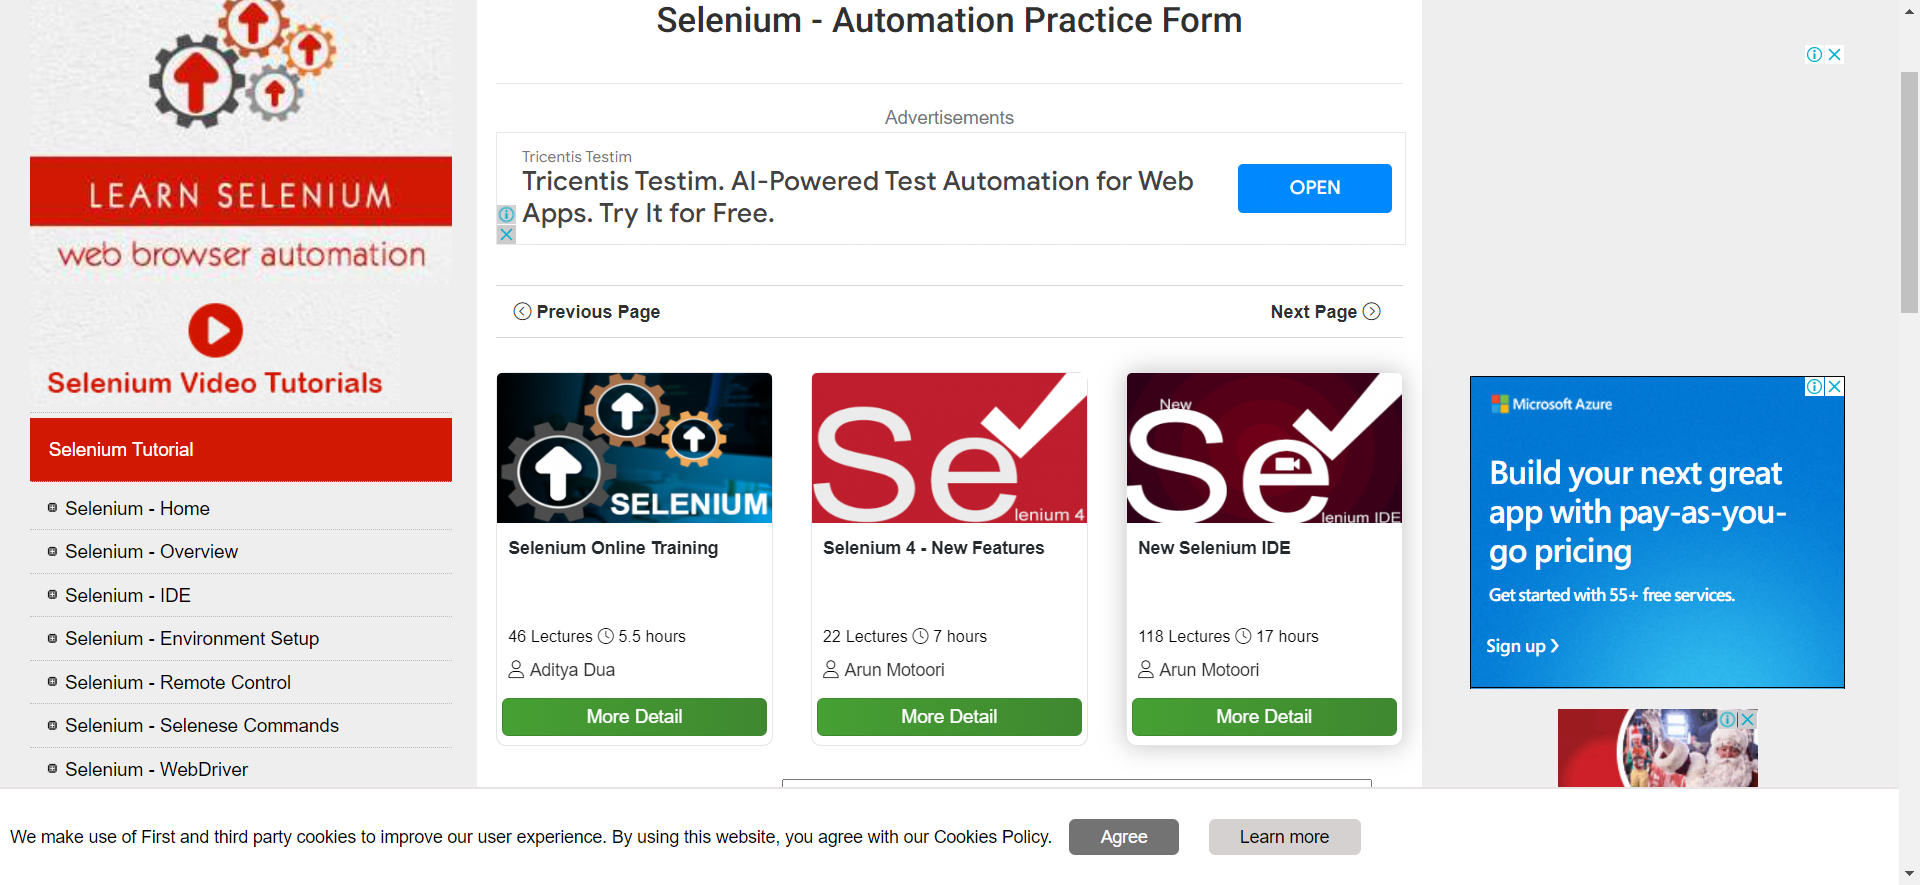 LEARN SELENIUM
web browser automation
Selenium Video Tutorials
Selenium Tutorial
Selenium - Home
Selenium - Overview
Selenium - IDE
Selenium - Environment Setup
Selenium - Remote Control
Selenium - Selenese Commands
Selenium - WebDriver
Selenium - Automation Practice Form
Advertisements
Tricentis Testim
Tricentis Testim. AI-Powered Test Automation for Web
Apps. Try It for Free.
OPEN
Previous Page
Next Page
SELENIUM
Selenium Online Training
46 Lectures 5.5 hours
Aditya Dua
More Detail
Se
lenium 4
Selenium 4 - New Features
22 Lectures 7 hours
Arun Motoori
More Detail
New
Se
lenium IDE
New Selenium IDE
118 Lectures 17 hours
Arun Motoori
More Detail
Microsoft Azure
Build your next great
app with pay-as-you-
go pricing
Get started with 55+ free services.
Sign up
We make use of First and third party cookies to improve our user experience. By using this website, you agree with our Cookies Policy.
Agree
Learn more